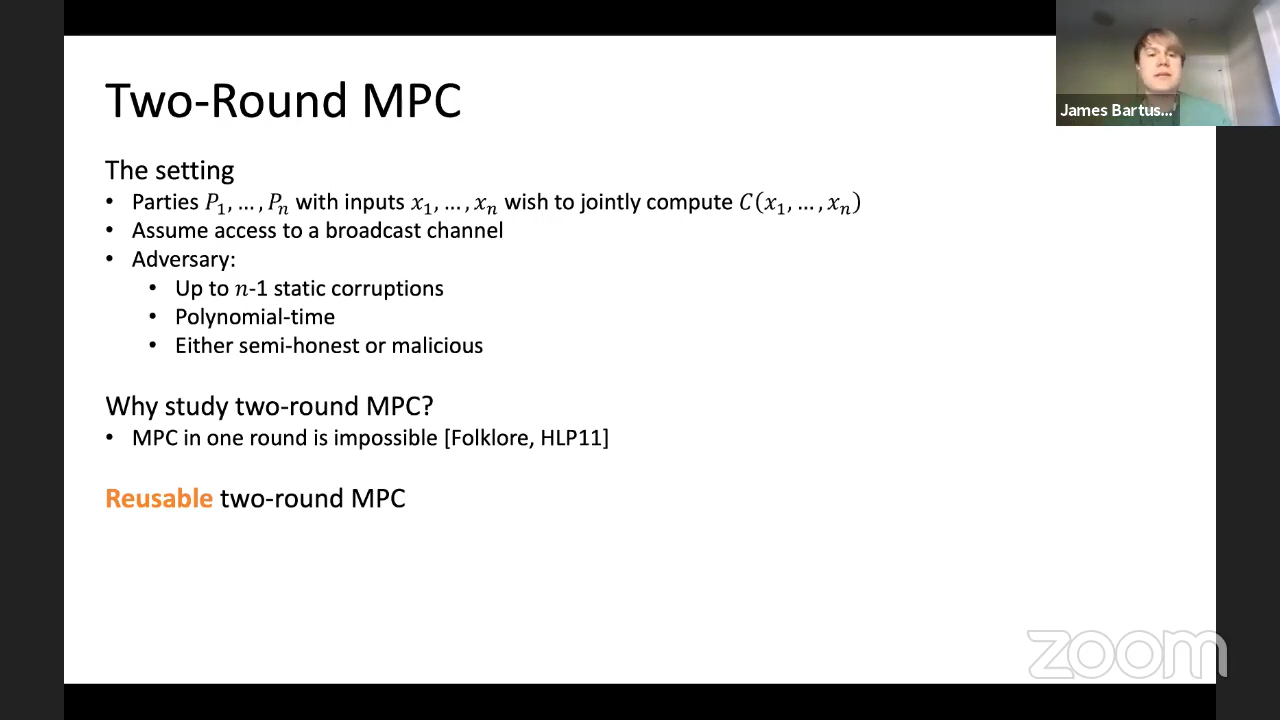 Two-Round MPC
James Bartus...
The setting
• Parties P₁, ... , Pₙ with inputs x₁, ... , xₙ wish to jointly compute C(x₁, ... , xₙ)
• Assume access to a broadcast channel
• Adversary:
• Up to n-1 static corruptions
• Polynomial-time
• Either semi-honest or malicious
Why study two-round MPC?
• MPC in one round is impossible [Folklore, HLP11]
Reusable two-round MPC
zoom